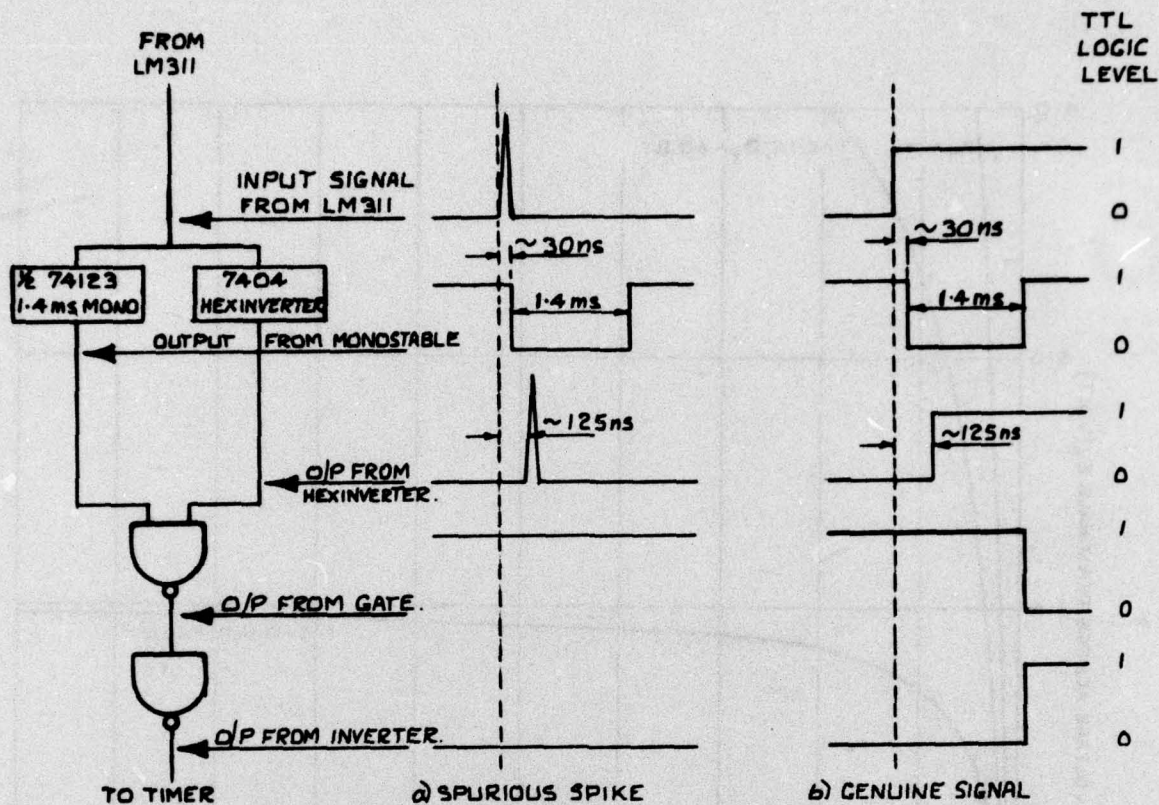 FROM
LM311
TTL
LOGIC
LEVEL
INPUT SIGNAL
FROM LM311
1
0
~30ns
~30ns
½ 74123
1.4ms MONO
7404
HEXINVERTER
1.4ms
1.4ms
1
0
OUTPUT FROM MONOSTABLE
~125ns
~125ns
1
0
O/P FROM
HEXINVERTER.
1
0
O/P FROM GATE.
1
0
O/P FROM INVERTER.
TO TIMER
a) SPURIOUS SPIKE
b) GENUINE SIGNAL